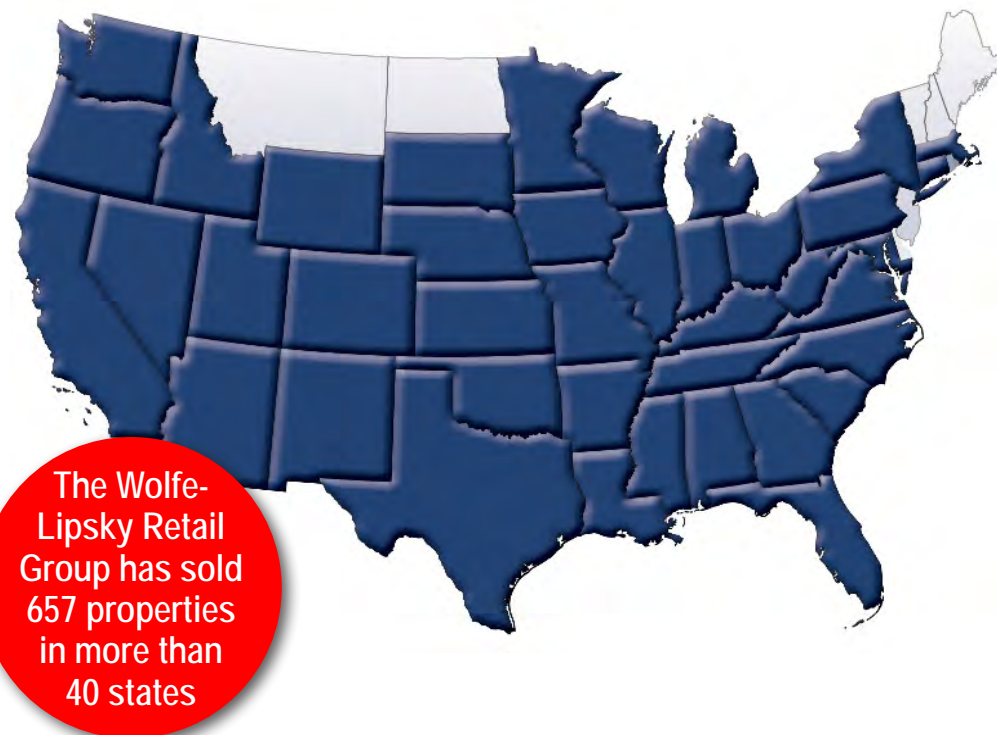 The Wolfe-
Lipsky Retail
Group has sold
657 properties
in more than
40 states